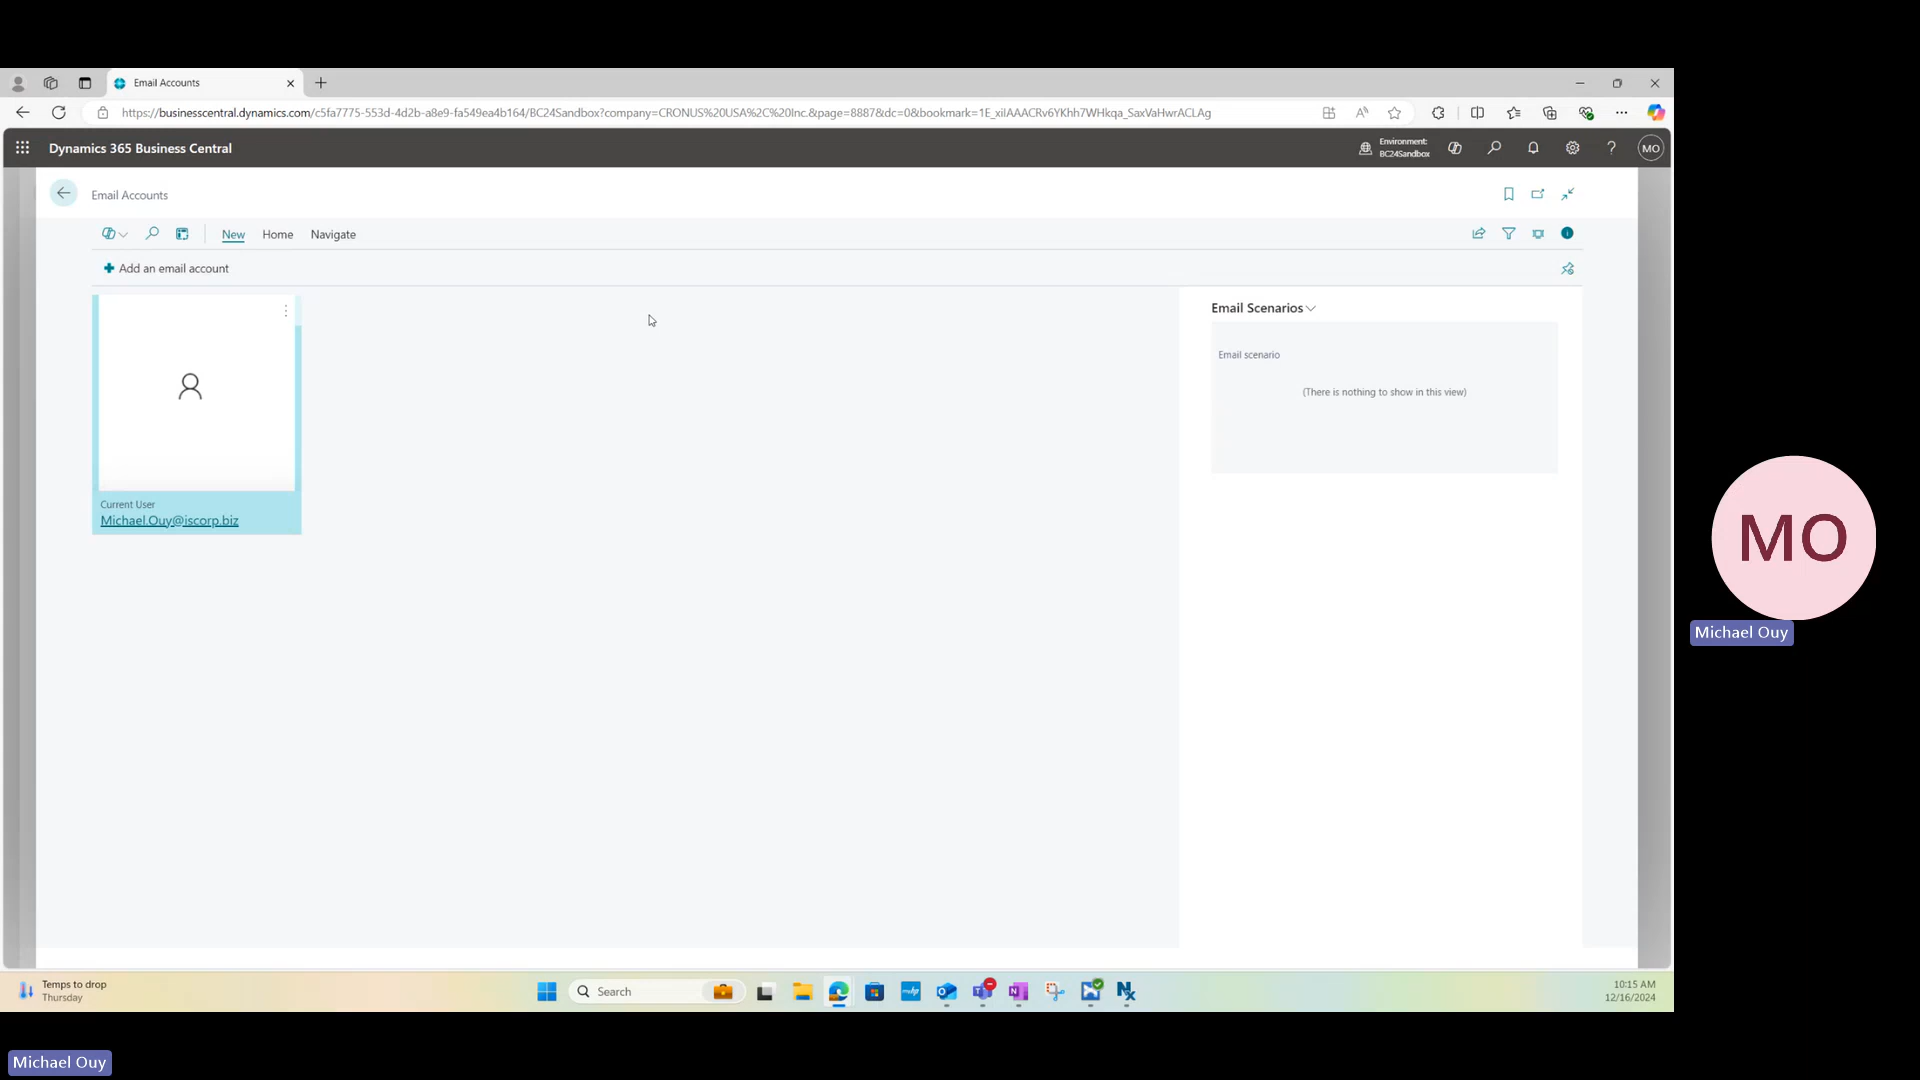 Email Accounts
https://businesscentral.dynamics.com/c5fa7775-553d-4d2b-a8e9-fa549ea4b164/BC24Sandbox?company=CRONUS%20USA%2C%20Inc.&page=8887&dc=0&bookmark=1E_xiIAAACRv6YKhh7WHkqa_SaxVaHwrACLAg
Dynamics 365 Business Central
Environment:
BC24Sandbox
MO
Email Accounts
New Home Navigate
Add an email account
Email Scenarios
Email scenario
(There is nothing to show in this view)
Current User
Michael.Ouy@iscorp.biz
MO
Michael Ouy
Temps to drop
Thursday
Search
10:15 AM
12/16/2024
Michael Ouy